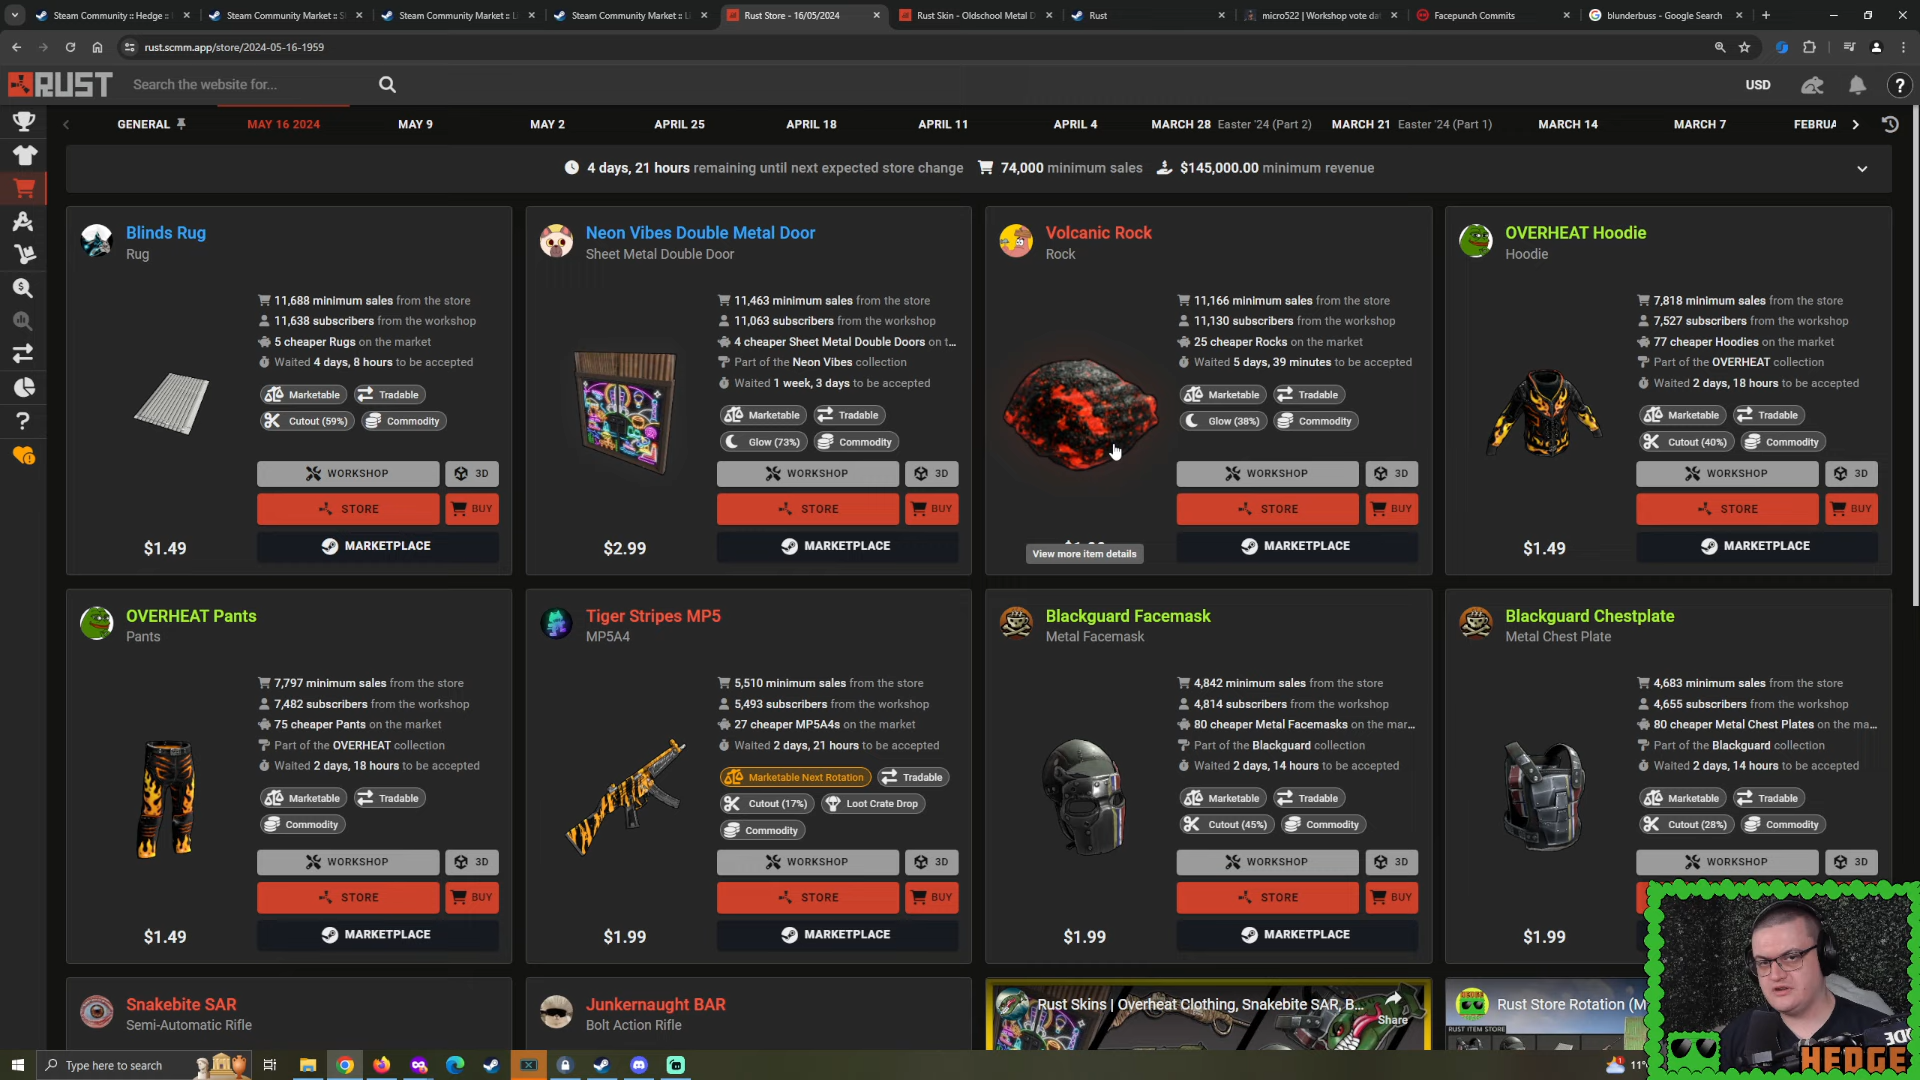 Steam Community :: Hedge ::
Steam Community Market :: S
Steam Community Market :: Li
Steam Community Market :: Li
Rust Store - 16/05/2024
Rust Skin - Oldschool Metal D
Rust
micro522 | Workshop vote dat
Facepunch Commits
blunderbuss - Google Search
rust.scmm.app/store/2024-05-16-1959
RUST
Search the website for...
USD
GENERAL
MAY 16 2024
MAY 9
MAY 2
APRIL 25
APRIL 18
APRIL 11
APRIL 4
MARCH 28 Easter '24 (Part 2)
MARCH 21 Easter '24 (Part 1)
MARCH 14
MARCH 7
FEBRUA
4 days, 21 hours remaining until next expected store change
74,000 minimum sales
$145,000.00 minimum revenue
Blinds Rug
Rug
11,688 minimum sales from the store
11,638 subscribers from the workshop
5 cheaper Rugs on the market
Waited 4 days, 8 hours to be accepted
Marketable
Tradable
Cutout (59%)
Commodity
WORKSHOP
3D
STORE
BUY
$1.49
MARKETPLACE
Neon Vibes Double Metal Door
Sheet Metal Double Door
11,463 minimum sales from the store
11,063 subscribers from the workshop
4 cheaper Sheet Metal Double Doors on t...
Part of the Neon Vibes collection
Waited 1 week, 3 days to be accepted
Marketable
Tradable
Glow (73%)
Commodity
WORKSHOP
3D
STORE
BUY
$2.99
MARKETPLACE
Volcanic Rock
Rock
11,166 minimum sales from the store
11,130 subscribers from the workshop
25 cheaper Rocks on the market
Waited 5 days, 39 minutes to be accepted
Marketable
Tradable
Glow (38%)
Commodity
WORKSHOP
3D
STORE
BUY
View more item details
MARKETPLACE
OVERHEAT Hoodie
Hoodie
7,818 minimum sales from the store
7,527 subscribers from the workshop
77 cheaper Hoodies on the market
Part of the OVERHEAT collection
Waited 2 days, 18 hours to be accepted
Marketable
Tradable
Cutout (40%)
Commodity
WORKSHOP
3D
STORE
BUY
$1.49
MARKETPLACE
OVERHEAT Pants
Pants
7,797 minimum sales from the store
7,482 subscribers from the workshop
75 cheaper Pants on the market
Part of the OVERHEAT collection
Waited 2 days, 18 hours to be accepted
Marketable
Tradable
Commodity
WORKSHOP
3D
STORE
BUY
$1.49
MARKETPLACE
Tiger Stripes MP5
MP5A4
5,510 minimum sales from the store
5,493 subscribers from the workshop
27 cheaper MP5A4s on the market
Waited 2 days, 21 hours to be accepted
Marketable Next Rotation
Tradable
Cutout (17%)
Loot Crate Drop
Commodity
WORKSHOP
3D
STORE
BUY
$1.99
MARKETPLACE
Blackguard Facemask
Metal Facemask
4,842 minimum sales from the store
4,814 subscribers from the workshop
80 cheaper Metal Facemasks on the mar...
Part of the Blackguard collection
Waited 2 days, 14 hours to be accepted
Marketable
Tradable
Cutout (45%)
Commodity
WORKSHOP
3D
STORE
BUY
$1.99
MARKETPLACE
Blackguard Chestplate
Metal Chest Plate
4,683 minimum sales from the store
4,655 subscribers from the workshop
80 cheaper Metal Chest Plates on the ma...
Part of the Blackguard collection
Waited 2 days, 14 hours to be accepted
Marketable
Tradable
Cutout (28%)
Commodity
WORKSHOP
3D
$1.99
Snakebite SAR
Semi-Automatic Rifle
Junkernaught BAR
Bolt Action Rifle
Rust Skins | Overheat Clothing, Snakebite SAR, B...
Share
Rust Store Rotation (M
RUST ITEM STORE
Type here to search
11°
HEDGE